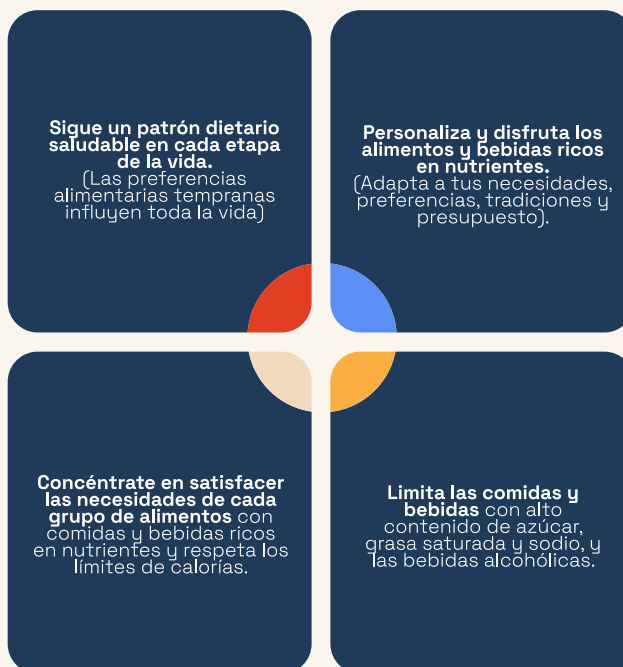 Sigue un patrón dietario
saludable en cada etapa
de la vida.
(Las preferencias
alimentarias tempranas
influyen toda la vida)
Personaliza y disfruta los
alimentos y bebidas ricos
en nutrientes.
(Adapta a tus necesidades,
preferencias, tradiciones y
presupuesto).
Concéntrate en satisfacer
las necesidades de cada
grupo de alimentos con
comidas y bebidas ricos
en nutrientes y respeta los
límites de calorías.
Limita las comidas y
bebidas con alto
contenido de azúcar,
grasa saturada y sodio, y
las bebidas alcohólicas.